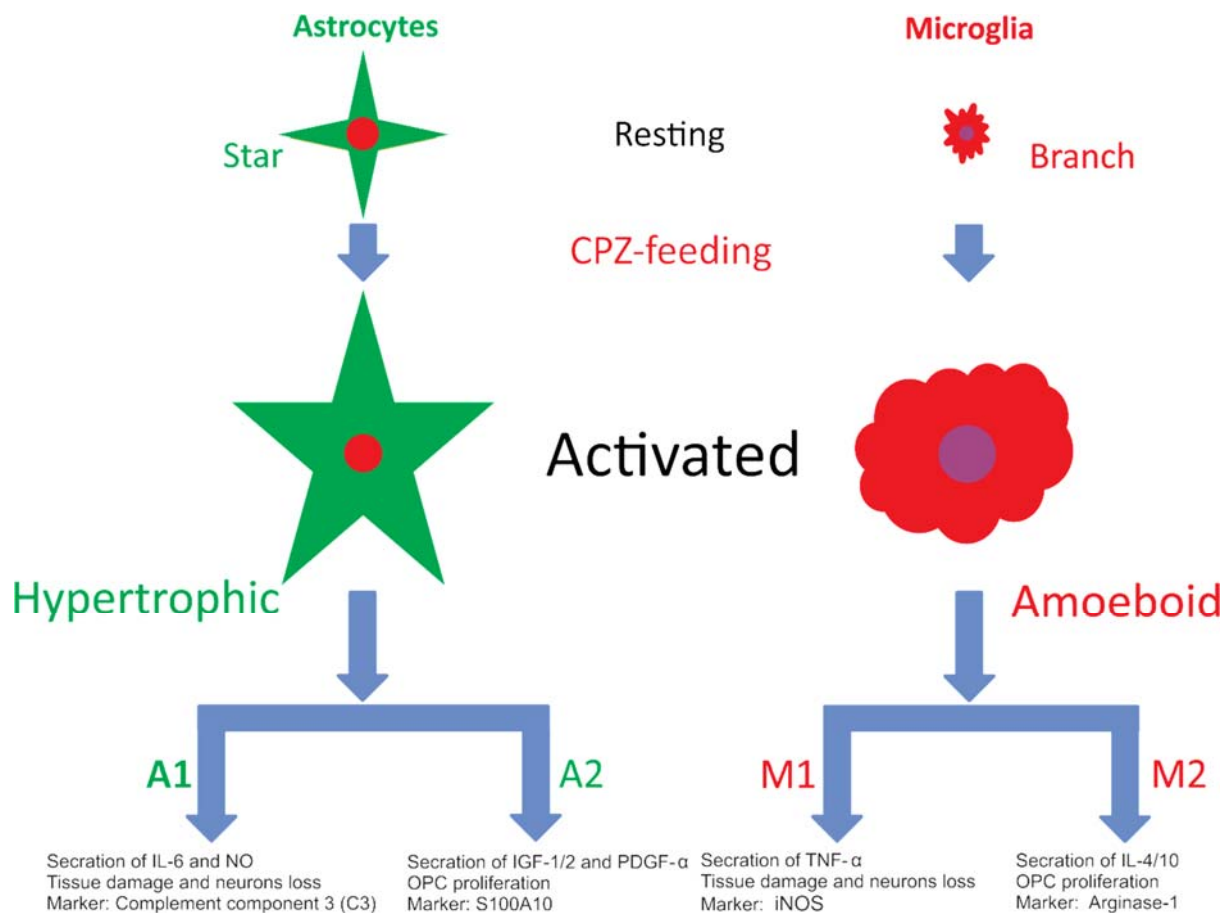 Astrocytes
Microglia
Star
Resting
Branch
CPZ-feeding
Activated
Hypertrophic
Amoeboid
A1
A2
M1
M2
Secration of IL-6 and NO
Tissue damage and neurons loss
Marker: Complement component 3 (C3)
Secration of IGF-1/2 and PDGF-α
OPC proliferation
Marker: S100A10
Secration of TNF- α
Tissue damage and neurons loss
Marker: iNOS
Secration of IL-4/10
OPC proliferation
Marker: Arginase-1